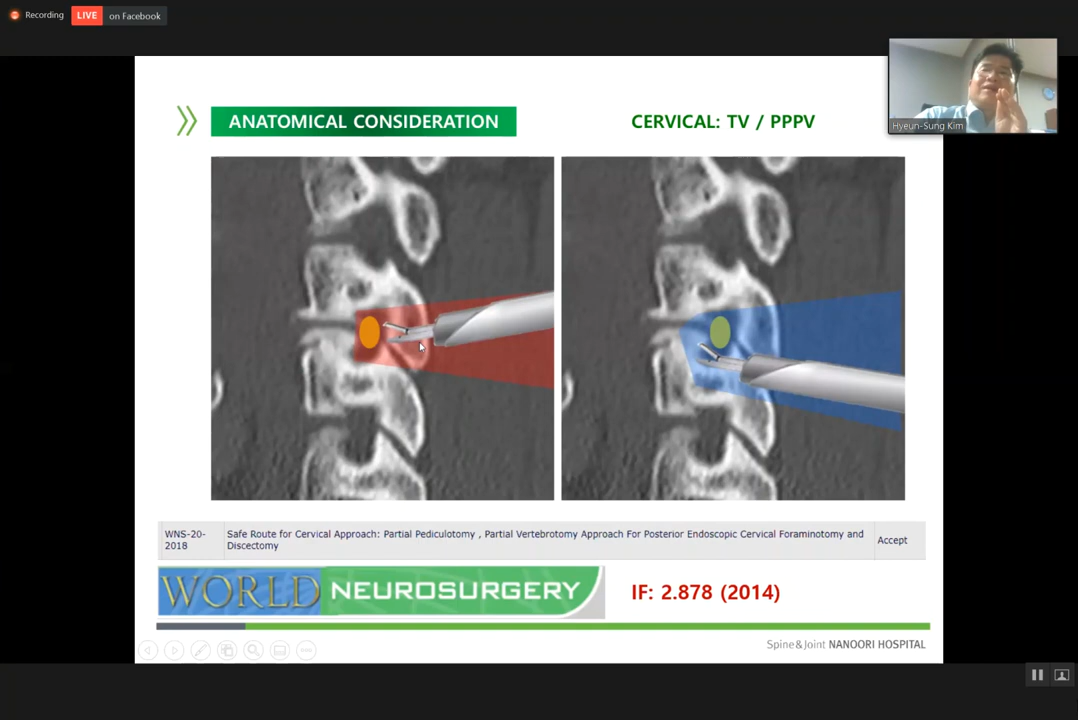 Recording
LIVE on Facebook
ANATOMICAL CONSIDERATION
CERVICAL: TV / PPPV
Hyeun-Sung Kim
WNS-20-
2018
Safe Route for Cervical Approach: Partial Pediculotomy , Partial Vertebrotomy Approach For Posterior Endoscopic Cervical Foraminotomy and
Discectomy
Accept
WORLD NEUROSURGERY
IF: 2.878 (2014)
Spine&Joint NANOORI HOSPITAL